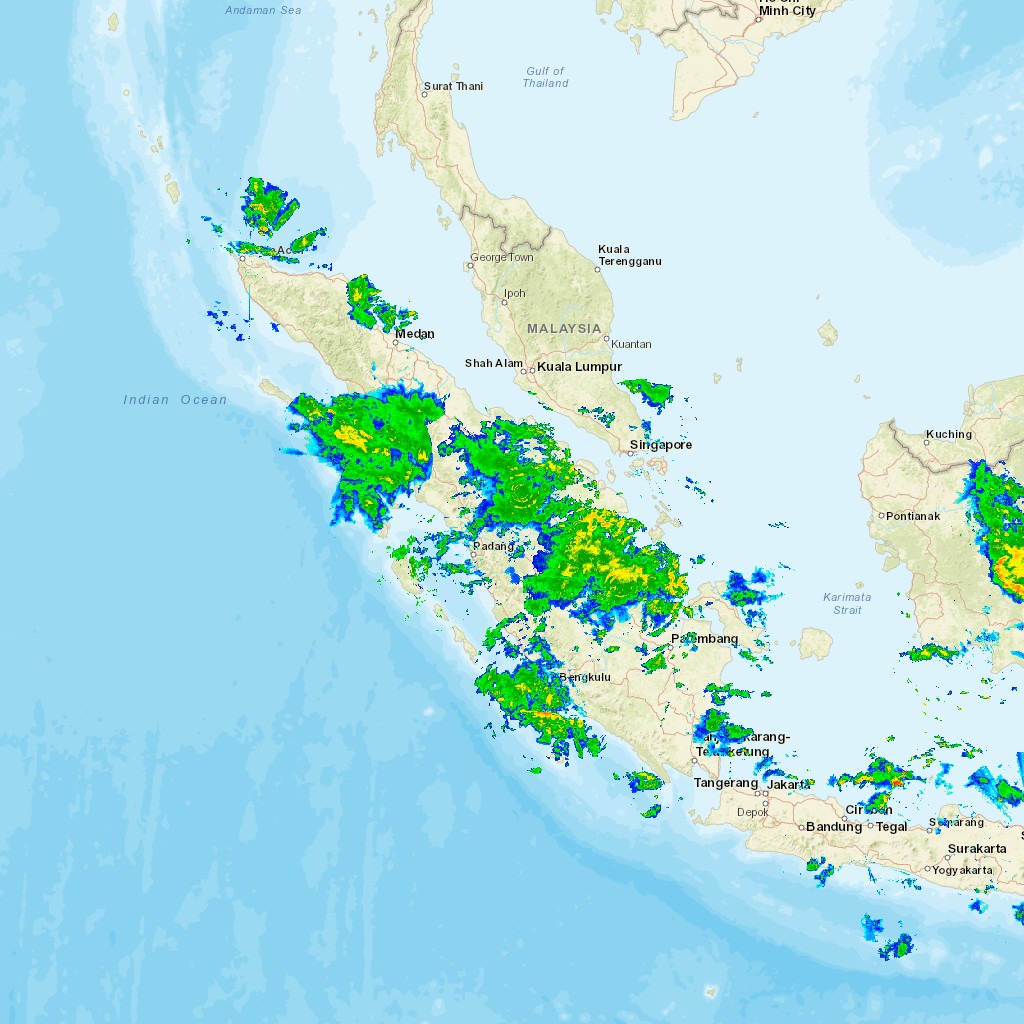 Andaman Sea
Minh City
Gulf of
Thailand
Surat Thani
Kuala
Terengganu
George Town
Ipoh
MALAYSIA
Kuantan
Medan
Shah Alam
Kuala Lumpur
Indian Ocean
Singapore
Kuching
Pontianak
Padang
Karimata
Strait
Palembang
Bengkulu
Tangerang
Jakarta
Depok
Bandung
Tegal
Semarang
Surakarta
Yogyakarta